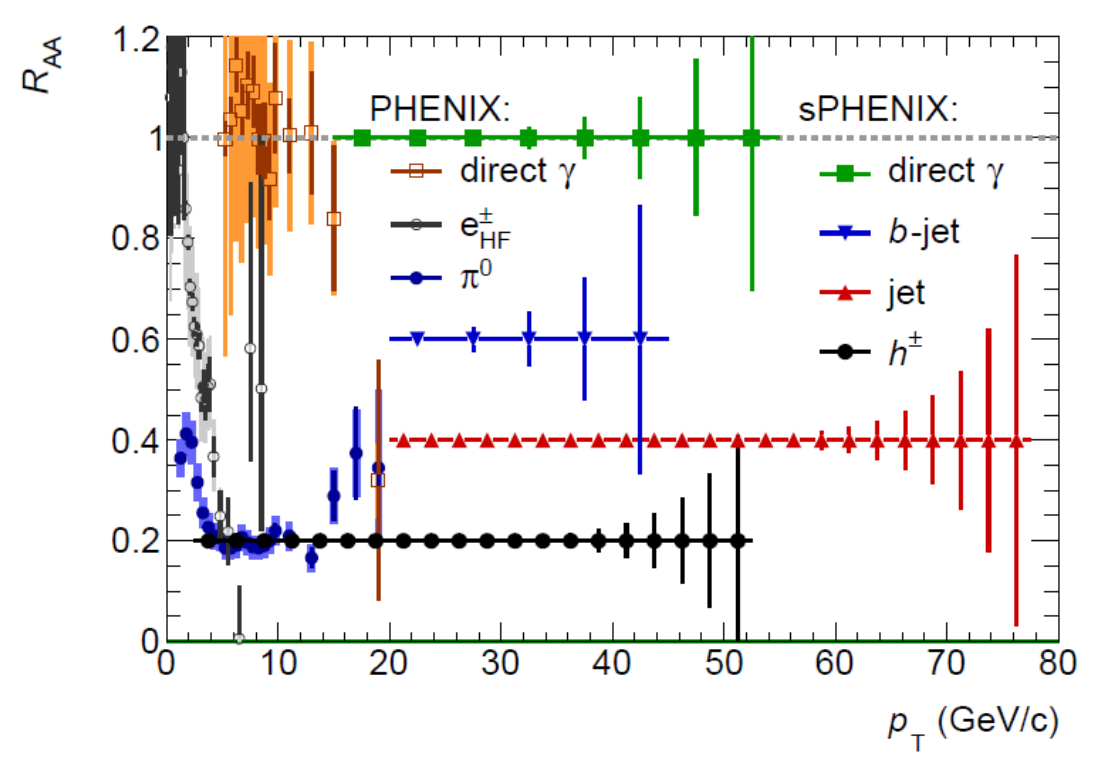 R_AA
1.2
1
0.8
0.6
0.4
0.2
0
PHENIX:
direct γ
e±HF
π0
sPHENIX:
direct γ
b-jet
jet
h±
0 10 20 30 40 50 60 70 80
p_T (GeV/c)